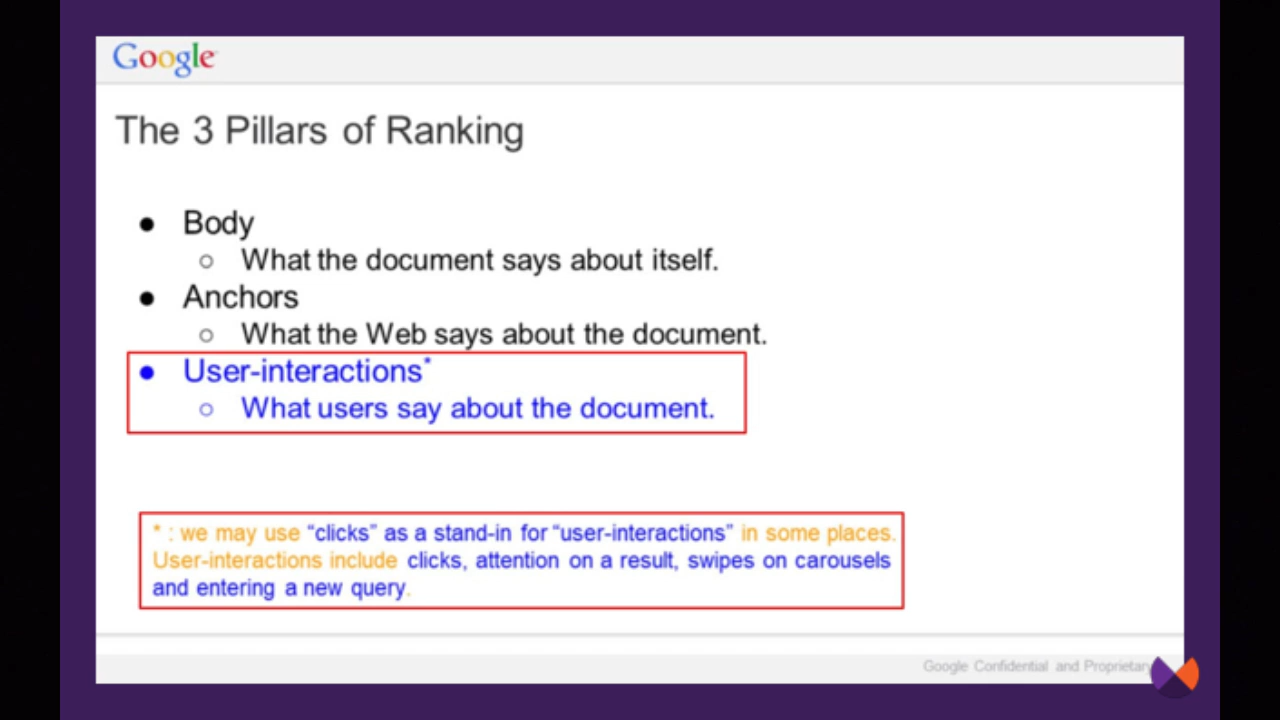 Google
The 3 Pillars of Ranking
● Body
○ What the document says about itself.
● Anchors
○ What the Web says about the document.
● User-interactions*
○ What users say about the document.
* : we may use “clicks” as a stand-in for “user-interactions” in some places.
User-interactions include clicks, attention on a result, swipes on carousels
and entering a new query.
Google Confidential and Proprietary